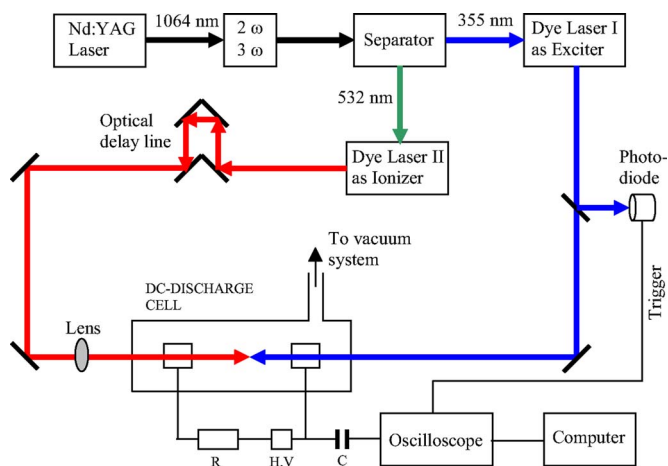 Nd:YAG
Laser
1064 nm
2 ω
3 ω
Separator
355 nm
Dye Laser I
as Exciter
532 nm
Optical
delay line
Dye Laser II
as Ionizer
Photo-
diode
To vacuum
system
DC-DISCHARGE
CELL
Lens
Trigger
R
H.V
C
Oscilloscope
Computer